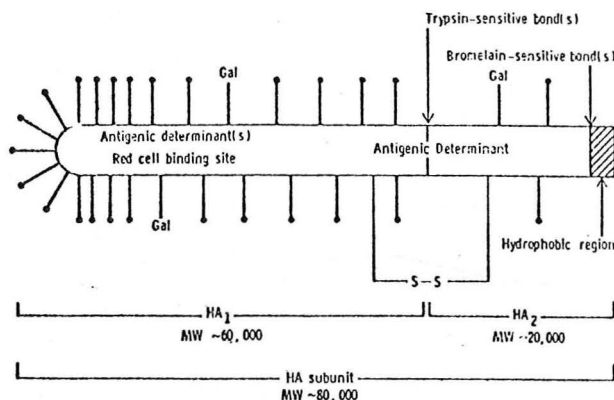 Trypsin-sensitive bond(s)
Bromelain-sensitive bond(s)
Gal
Gal
Antigenic determinant(s)
Red cell binding site
Antigenic Determinant
Gal
Hydrophobic region
S-S
HA1
MW ~60,000
HA2
MW ~20,000
HA subunit
MW ~80,000